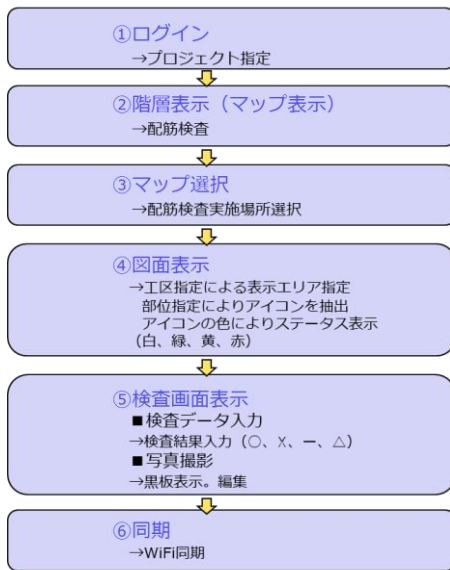 ①ログイン
→プロジェクト指定
②階層表示（マップ表示）
→配筋検査
③マップ選択
→配筋検査実施場所選択
④図面表示
→工区指定による表示エリア指定
部位指定によりアイコンを抽出
アイコンの色によりステータス表示
（白、緑、黄、赤）
⑤検査画面表示
■検査データ入力
→検査結果入力（○、X、ー、△）
■写真撮影
→黒板表示。編集
⑥同期
→WiFi同期